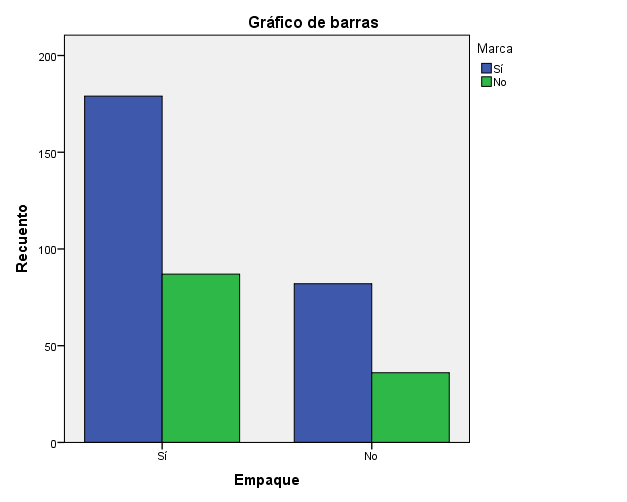 Gráfico de barras
Marca
Sí
No
200
150
100
50
0
Recuento
Sí
No
Empaque